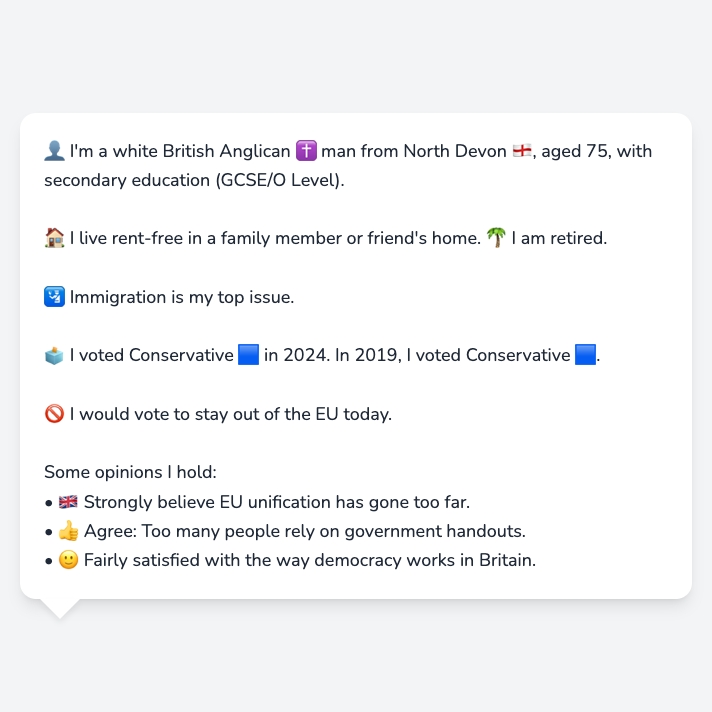 👤 I'm a white British Anglican ✝️ man from North Devon 🏴󠁧󠁢󠁥󠁮󠁧󠁿, aged 75, with
secondary education (GCSE/O Level).
🏠 I live rent-free in a family member or friend's home. 🌴 I am retired.
🛂 Immigration is my top issue.
🗳️ I voted Conservative 🟦 in 2024. In 2019, I voted Conservative 🟦.
🚫 I would vote to stay out of the EU today.
Some opinions I hold:
• 🇬🇧 Strongly believe EU unification has gone too far.
• 👍 Agree: Too many people rely on government handouts.
• 🙂 Fairly satisfied with the way democracy works in Britain.